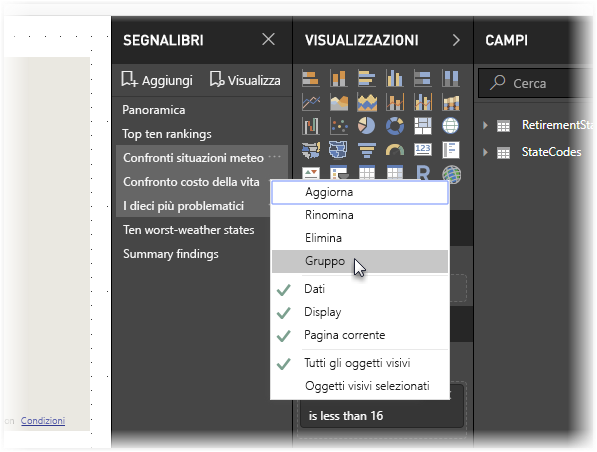 SEGNALIBRI
Aggiungi Visualizza
Panoramica
Top ten rankings
Confronti situazioni meteo ...
Confronto costo della vita
I dieci più problematici
Ten worst-weather states
Summary findings
VISUALIZZAZIONI
123
R
Aggiorna
Rinomina
Elimina
Gruppo
Dati
Display
Pagina corrente
Tutti gli oggetti visivi
Oggetti visivi selezionati
is less than 16
CAMPI
Cerca
RetirementSta
StateCodes
on Condizioni